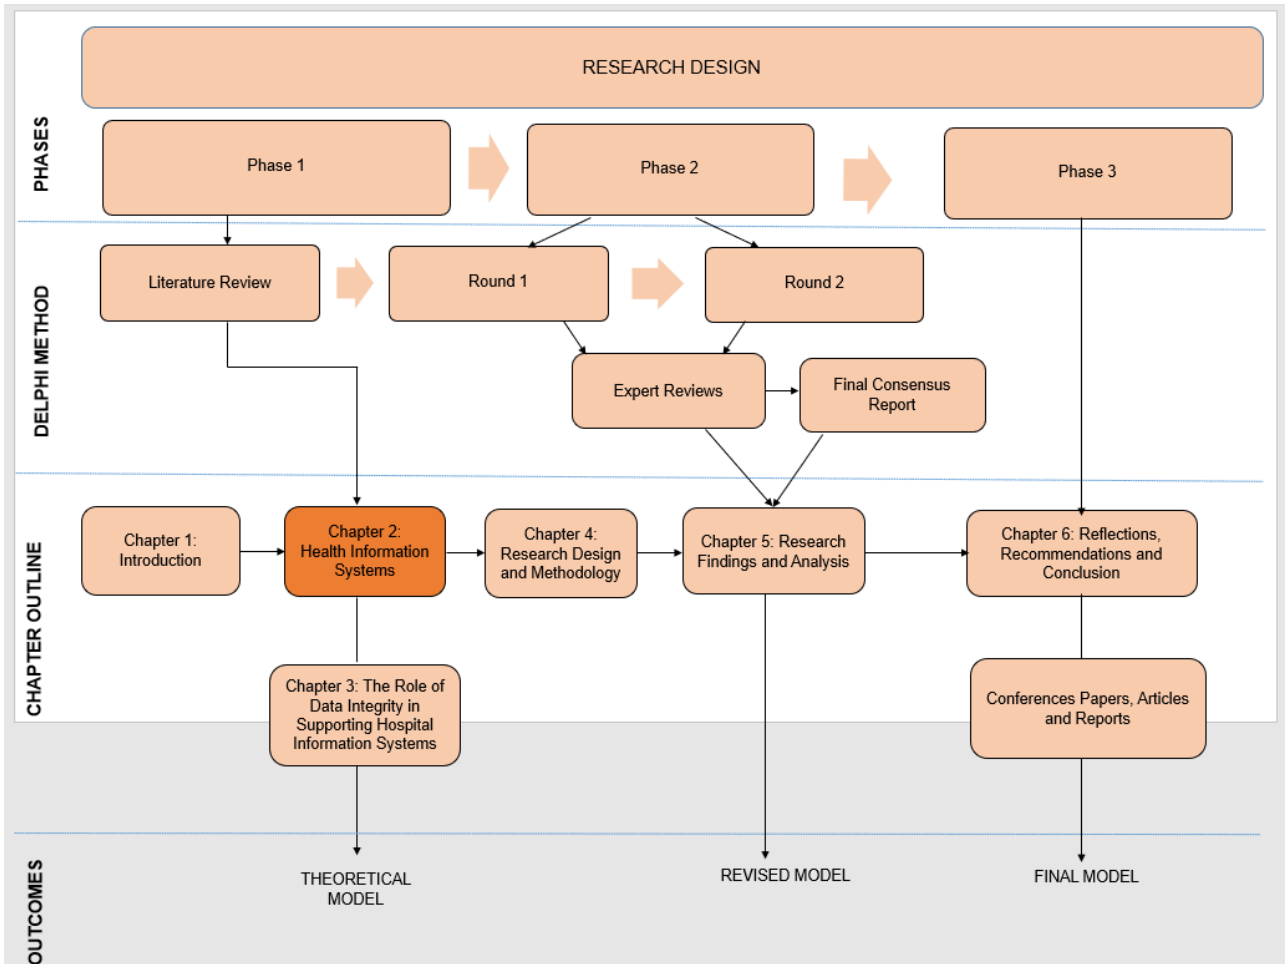 RESEARCH DESIGN
PHASES
Phase 1
Phase 2
Phase 3
DELPHI METHOD
Literature Review
Round 1
Round 2
Expert Reviews
Final Consensus
Report
CHAPTER OUTLINE
Chapter 1:
Introduction
Chapter 2:
Health Information
Systems
Chapter 4:
Research Design
and Methodology
Chapter 5: Research
Findings and Analysis
Chapter 6: Reflections,
Recommendations and
Conclusion
Chapter 3: The Role of
Data Integrity in
Supporting Hospital
Information Systems
Conferences Papers, Articles
and Reports
OUTCOMES
THEORETICAL
MODEL
REVISED MODEL
FINAL MODEL